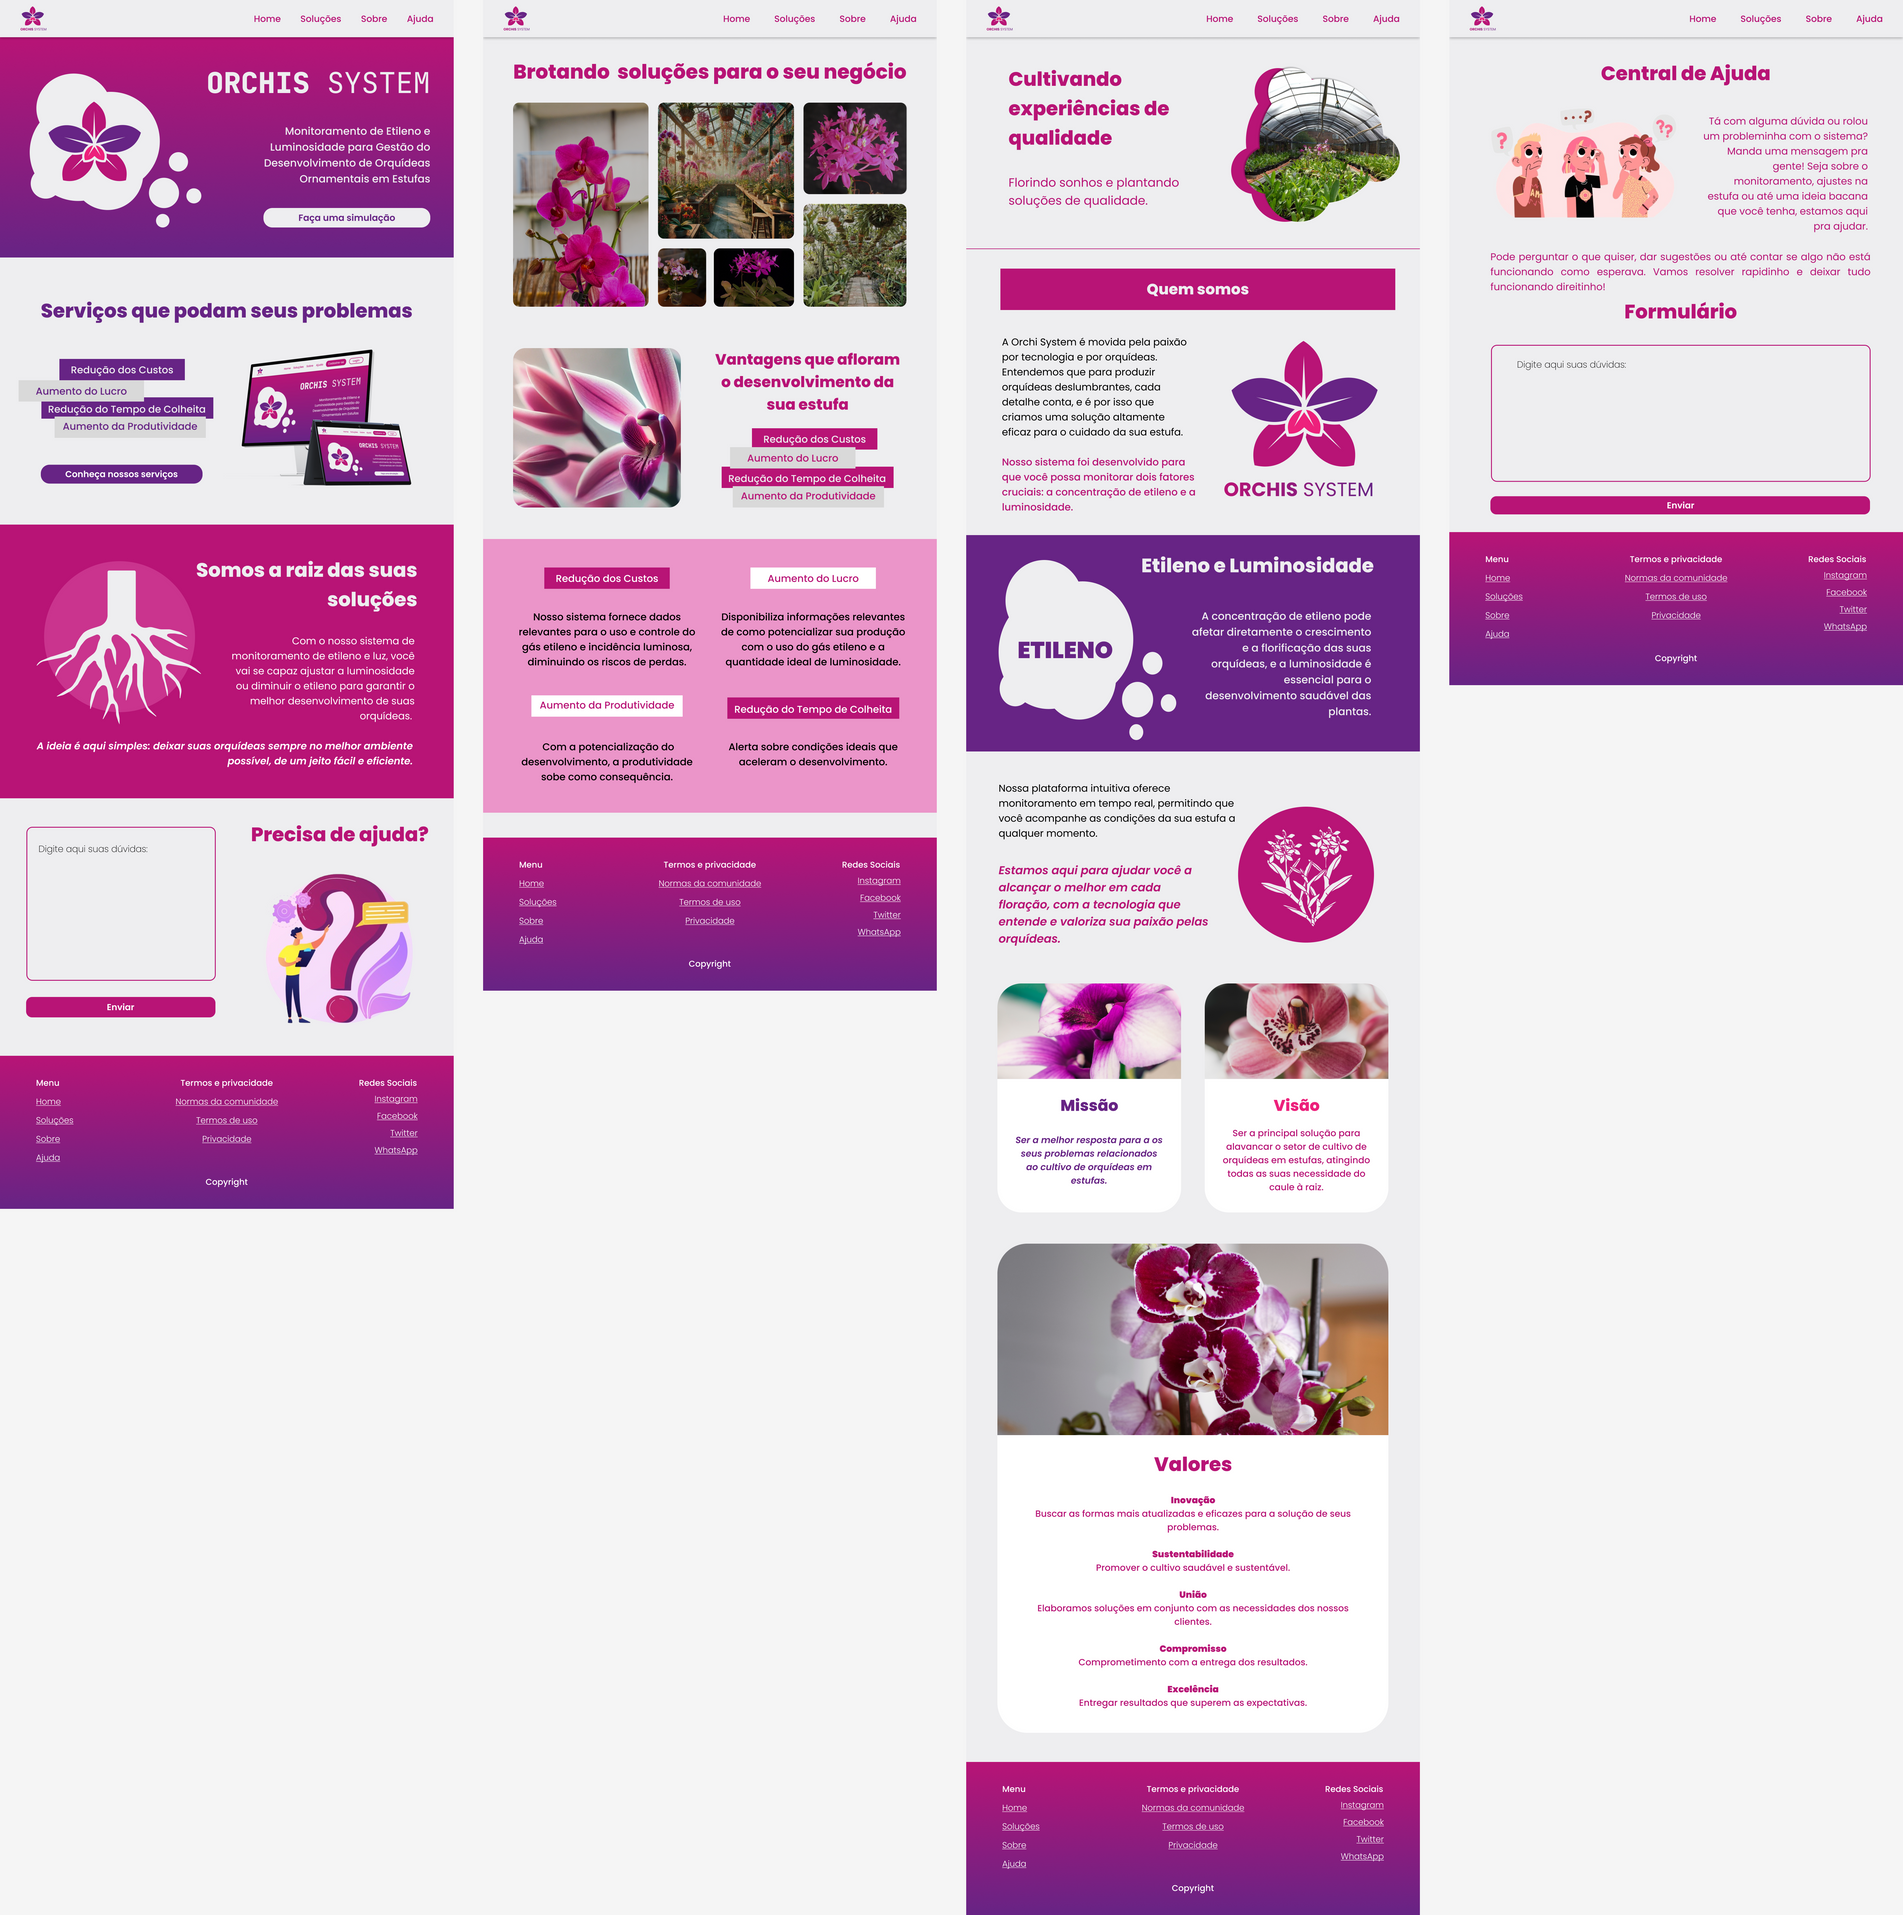 ORCHIS SYSTEM
Home Soluções Sobre Ajuda
ORCHIS SYSTEM
Monitoramento de Etileno e
Luminosidade para Gestão do
Desenvolvimento de Orquídeas
Ornamentais em Estufas
Faça uma simulação
Serviços que podam seus problemas
Redução dos Custos
Aumento do Lucro
Redução do Tempo de Colheita
Aumento da Produtividade
ORCHIS SYSTEM
ORCHIS SYSTEM
Conheça nossos serviços
Somos a raiz das suas
soluções
Com o nosso sistema de
monitoramento de etileno e luz, você
vai se capaz ajustar a luminosidade
ou diminuir o etileno para garantir o
melhor desenvolvimento de suas
orquídeas.
A ideia é aqui simples: deixar suas orquídeas sempre no melhor ambiente
possível, de um jeito fácil e eficiente.
Precisa de ajuda?
Digite aqui suas dúvidas:
Enviar
Menu
Home
Soluções
Sobre
Ajuda
Termos e privacidade
Normas da comunidade
Termos de uso
Privacidade
Redes Sociais
Instagram
Facebook
Twitter
WhatsApp
Copyright
ORCHIS SYSTEM
Home Soluções Sobre Ajuda
Brotando soluções para o seu negócio
Vantagens que afloram
o desenvolvimento da
sua estufa
Redução dos Custos
Aumento do Lucro
Redução do Tempo de Colheita
Aumento da Produtividade
Redução dos Custos
Nosso sistema fornece dados
relevantes para o uso e controle do
gás etileno e incidência luminosa,
diminuindo os riscos de perdas.
Aumento do Lucro
Disponibiliza informações relevantes
de como potencializar sua produção
com o uso do gás etileno e a
quantidade ideal de luminosidade.
Aumento da Produtividade
Com a potencialização do
desenvolvimento, a produtividade
sobe como consequência.
Redução do Tempo de Colheita
Alerta sobre condições ideais que
aceleram o desenvolvimento.
Menu
Home
Soluções
Sobre
Ajuda
Termos e privacidade
Normas da comunidade
Termos de uso
Privacidade
Redes Sociais
Instagram
Facebook
Twitter
WhatsApp
Copyright
ORCHIS SYSTEM
Home Soluções Sobre Ajuda
Cultivando
experiências de
qualidade
Florindo sonhos e plantando
soluções de qualidade.
Quem somos
A Orchi System é movida pela paixão
por tecnologia e por orquídeas.
Entendemos que para produzir
orquídeas deslumbrantes, cada
detalhe conta, e é por isso que
criamos uma solução altamente
eficaz para o cuidado da sua estufa.
Nosso sistema foi desenvolvido para
que você possa monitorar dois fatores
cruciais: a concentração de etileno e a
luminosidade.
ORCHIS SYSTEM
Etileno e Luminosidade
ETILENO
A concentração de etileno pode
afetar diretamente o crescimento
e a florificação das suas
orquídeas, e a luminosidade é
essencial para o
desenvolvimento saudável das
plantas.
Nossa plataforma intuitiva oferece
monitoramento em tempo real, permitindo que
você acompanhe as condições da sua estufa a
qualquer momento.
Estamos aqui para ajudar você a
alcançar o melhor em cada
floração, com a tecnologia que
entende e valoriza sua paixão pelas
orquídeas.
Missão
Ser a melhor resposta para a os
seus problemas relacionados
ao cultivo de orquídeas em
estufas.
Visão
Ser a principal solução para
alavancar o setor de cultivo de
orquídeas em estufas, atingindo
todas as suas necessidade do
caule à raiz.
Valores
Inovação
Buscar as formas mais atualizadas e eficazes para a solução de seus
problemas.
Sustentabilidade
Promover o cultivo saudável e sustentável.
União
Elaboramos soluções em conjunto com as necessidades dos nossos
clientes.
Compromisso
Comprometimento com a entrega dos resultados.
Excelência
Entregar resultados que superem as expectativas.
Menu
Home
Soluções
Sobre
Ajuda
Termos e privacidade
Normas da comunidade
Termos de uso
Privacidade
Redes Sociais
Instagram
Facebook
Twitter
WhatsApp
Copyright
ORCHIS SYSTEM
Home Soluções Sobre Ajuda
Central de Ajuda
Tá com alguma dúvida ou rolou
um probleminha com o sistema?
Manda uma mensagem pra
gente! Seja sobre o
monitoramento, ajustes na
estufa ou até uma ideia bacana
que você tenha, estamos aqui
pra ajudar.
Pode perguntar o que quiser, dar sugestões ou até contar se algo não está
funcionando como esperava. Vamos resolver rapidinho e deixar tudo
funcionando direitinho!
Formulário
Digite aqui suas dúvidas:
Enviar
Menu
Home
Soluções
Sobre
Ajuda
Termos e privacidade
Normas da comunidade
Termos de uso
Privacidade
Redes Sociais
Instagram
Facebook
Twitter
WhatsApp
Copyright